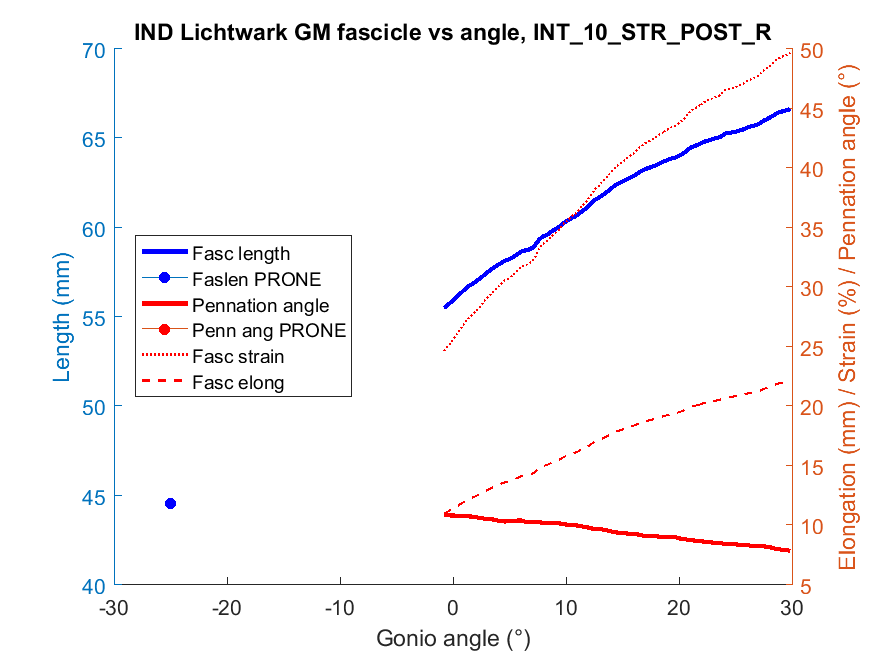 IND Lichtwark GM fascicle vs angle, INT_10_STR_POST_R
70
65
60
55
50
45
40
Length (mm)
Fasc length
Faslen PRONE
Pennation angle
Penn ang PRONE
Fasc strain
Fasc elong
50
45
40
35
30
25
20
15
10
5
Elongation (mm) / Strain (%) / Pennation angle (°)
-30 -20 -10 0 10 20 30
Gonio angle (°)